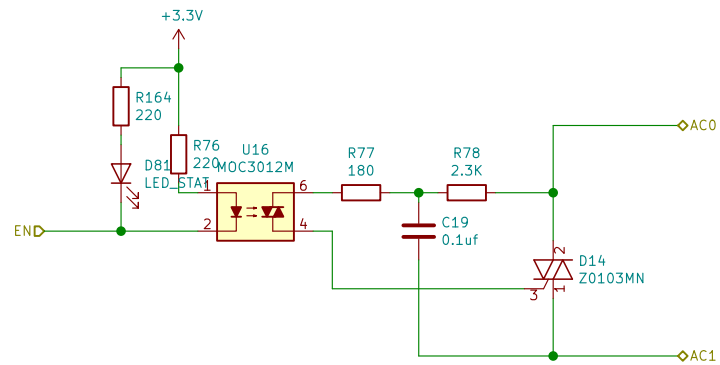 +3.3V
R164
220
R76
220
U16
MOC3012M
D81
LED_STAT
1
2
6
4
EN
R77
180
R78
2.3K
C19
0.1uf
AC0
2
D14
Z0103MN
3
1
AC1